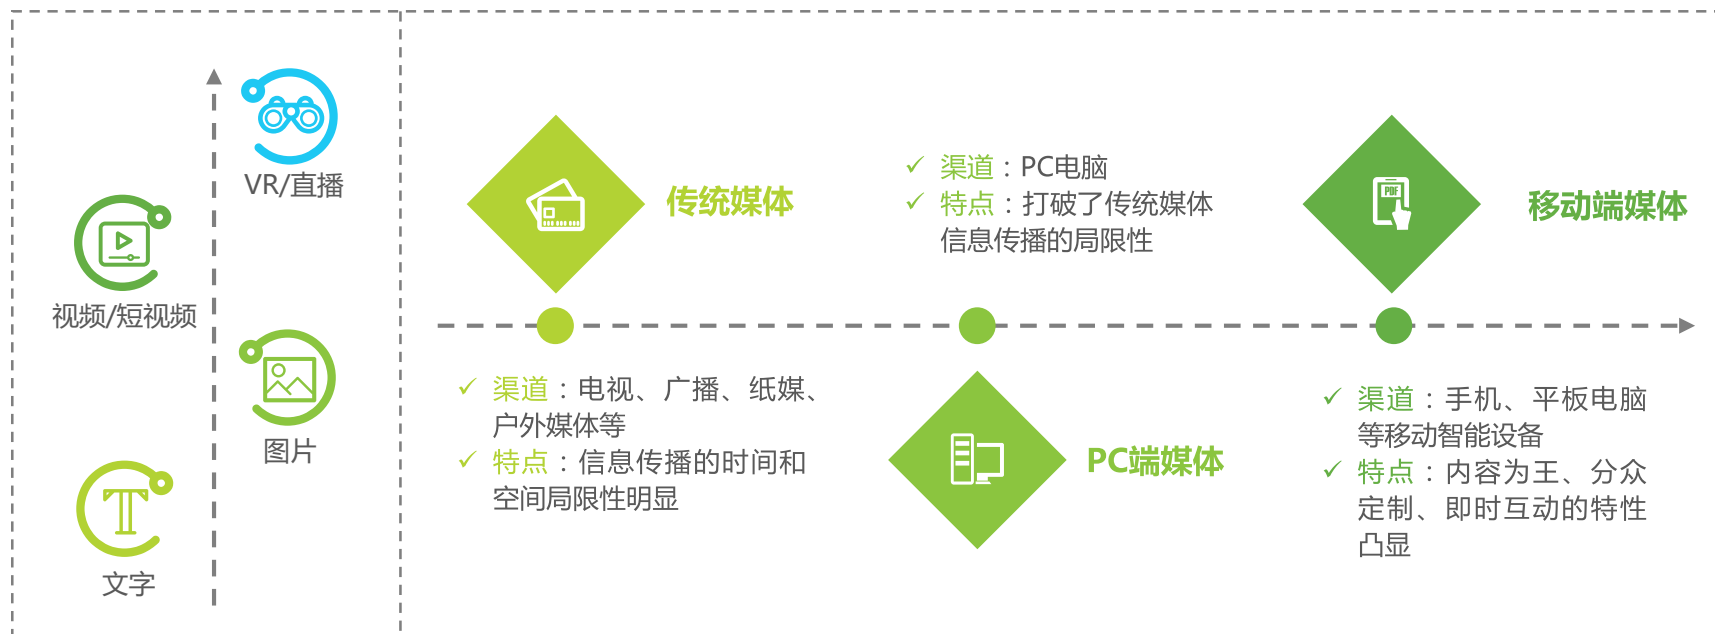 VR/直播
视频/短视频
图片
文字
传统媒体
✓ 渠道：电视、广播、纸媒、
户外媒体等
✓ 特点：信息传播的时间和
空间局限性明显
✓ 渠道：PC电脑
✓ 特点：打破了传统媒体
信息传播的局限性
PC端媒体
移动端媒体
✓ 渠道：手机、平板电脑
等移动智能设备
✓ 特点：内容为王、分众
定制、即时互动的特性
凸显
PDF